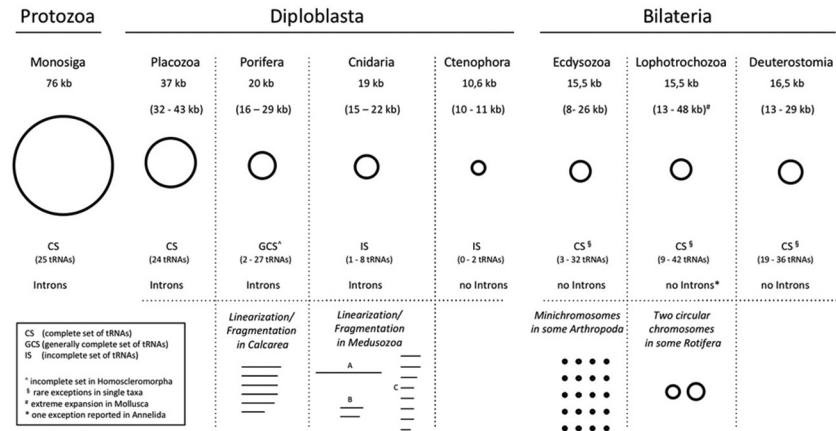 Protozoa
Diploblasta
Bilateria
Monosiga
76 kb
CS
(25 tRNAs)
Introns
Placozoa
37 kb
(32 - 43 kb)
CS
(24 tRNAs)
Introns
Porifera
20 kb
(16 – 29 kb)
GCS^
(2 - 27 tRNAs)
Introns
Linearization/
Fragmentation
in Calcarea
Cnidaria
19 kb
(15 – 22 kb)
IS
(1 - 8 tRNAs)
Introns
Linearization/
Fragmentation
in Medusozoa
A
B
C
Ctenophora
10,6 kb
(10 - 11 kb)
IS
(0 - 2 tRNAs)
no Introns
Ecdysozoa
15,5 kb
(8- 26 kb)
CS §
(3 - 32 tRNAs)
no Introns
Minichromosomes
in some Arthropoda
Lophotrochozoa
15,5 kb
(13 - 48 kb)#
CS §
(9 - 42 tRNAs)
no Introns*
Two circular
chromosomes
in some Rotifera
Deuterostomia
16,5 kb
(13 - 29 kb)
CS §
(19 - 36 tRNAs)
no Introns
CS (complete set of tRNAs)
GCS (generally complete set of tRNAs)
IS (incomplete set of tRNAs)
^ incomplete set in Homoscleromorpha
§ rare exceptions in single taxa
# extreme expansion in Mollusca
* one exception reported in Annelida